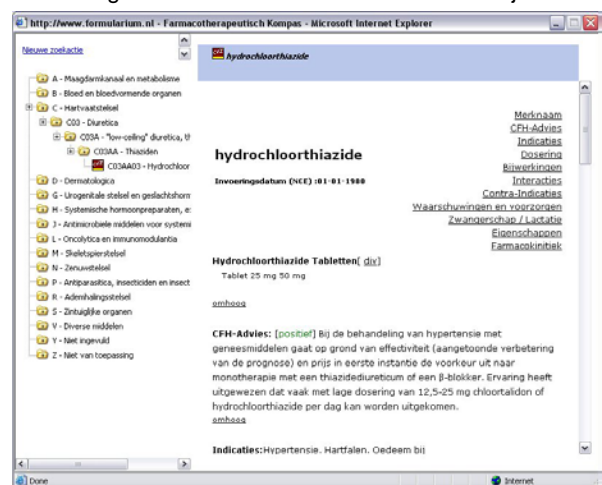 http://www.formularium.nl - Farmacotherapeutisch Kompas - Microsoft Internet Explorer
Nieuwe zoekactie
A - Maagdarmkanaal en metabolisme
B - Bloed en bloedvormende organen
C - Hartvaatstelsel
C03 - Diuretica
C03A - "low-ceiling" diuretica, th
C03AA - Thiaziden
C03AA03 - Hydrochloor
D - Dermatologica
G - Urogenitale stelsel en geslachtshorm
H - Systemische hormoonpreparaten, e:
J - Antimicrobiele middelen voor systemi
L - Oncolytica en immunomodulantia
M - Skeletspierstelsel
N - Zenuwstelsel
P - Antiparasitica, insecticiden en insect
R - Ademhalingsstelsel
S - Zintuiglijke organen
V - Diverse middelen
Y - Niet ingevuld
Z - Niet van toepassing
hydrochloorthiazide
Merknaam
CFH-Advies
Indicaties
Dosering
Bijwerkingen
Interacties
Contra-Indicaties
Waarschuwingen en voorzorgen
Zwangerschap / Lactatie
Eigenschappen
Farmacokinetiek
hydrochloorthiazide
Invoeringsdatum (NCE) :01-01-1980
Hydrochloorthiazide Tabletten[ div]
Tablet 25 mg 50 mg
omhoog
CFH-Advies: [positief] Bij de behandeling van hypertensie met
geneesmiddelen gaat op grond van effectiviteit (aangetoonde verbetering
van de prognose) en prijs in eerste instantie de voorkeur uit naar
monotherapie met een thiazidediureticum of een β-blokker. Ervaring heeft
uitgewezen dat vaak met lage dosering van 12,5-25 mg chloortalidon of
hydrochloorthiazide per dag kan worden uitgekomen.
omhoog
Indicaties:Hypertensie. Hartfalen. Oedeem bij
Done
Internet